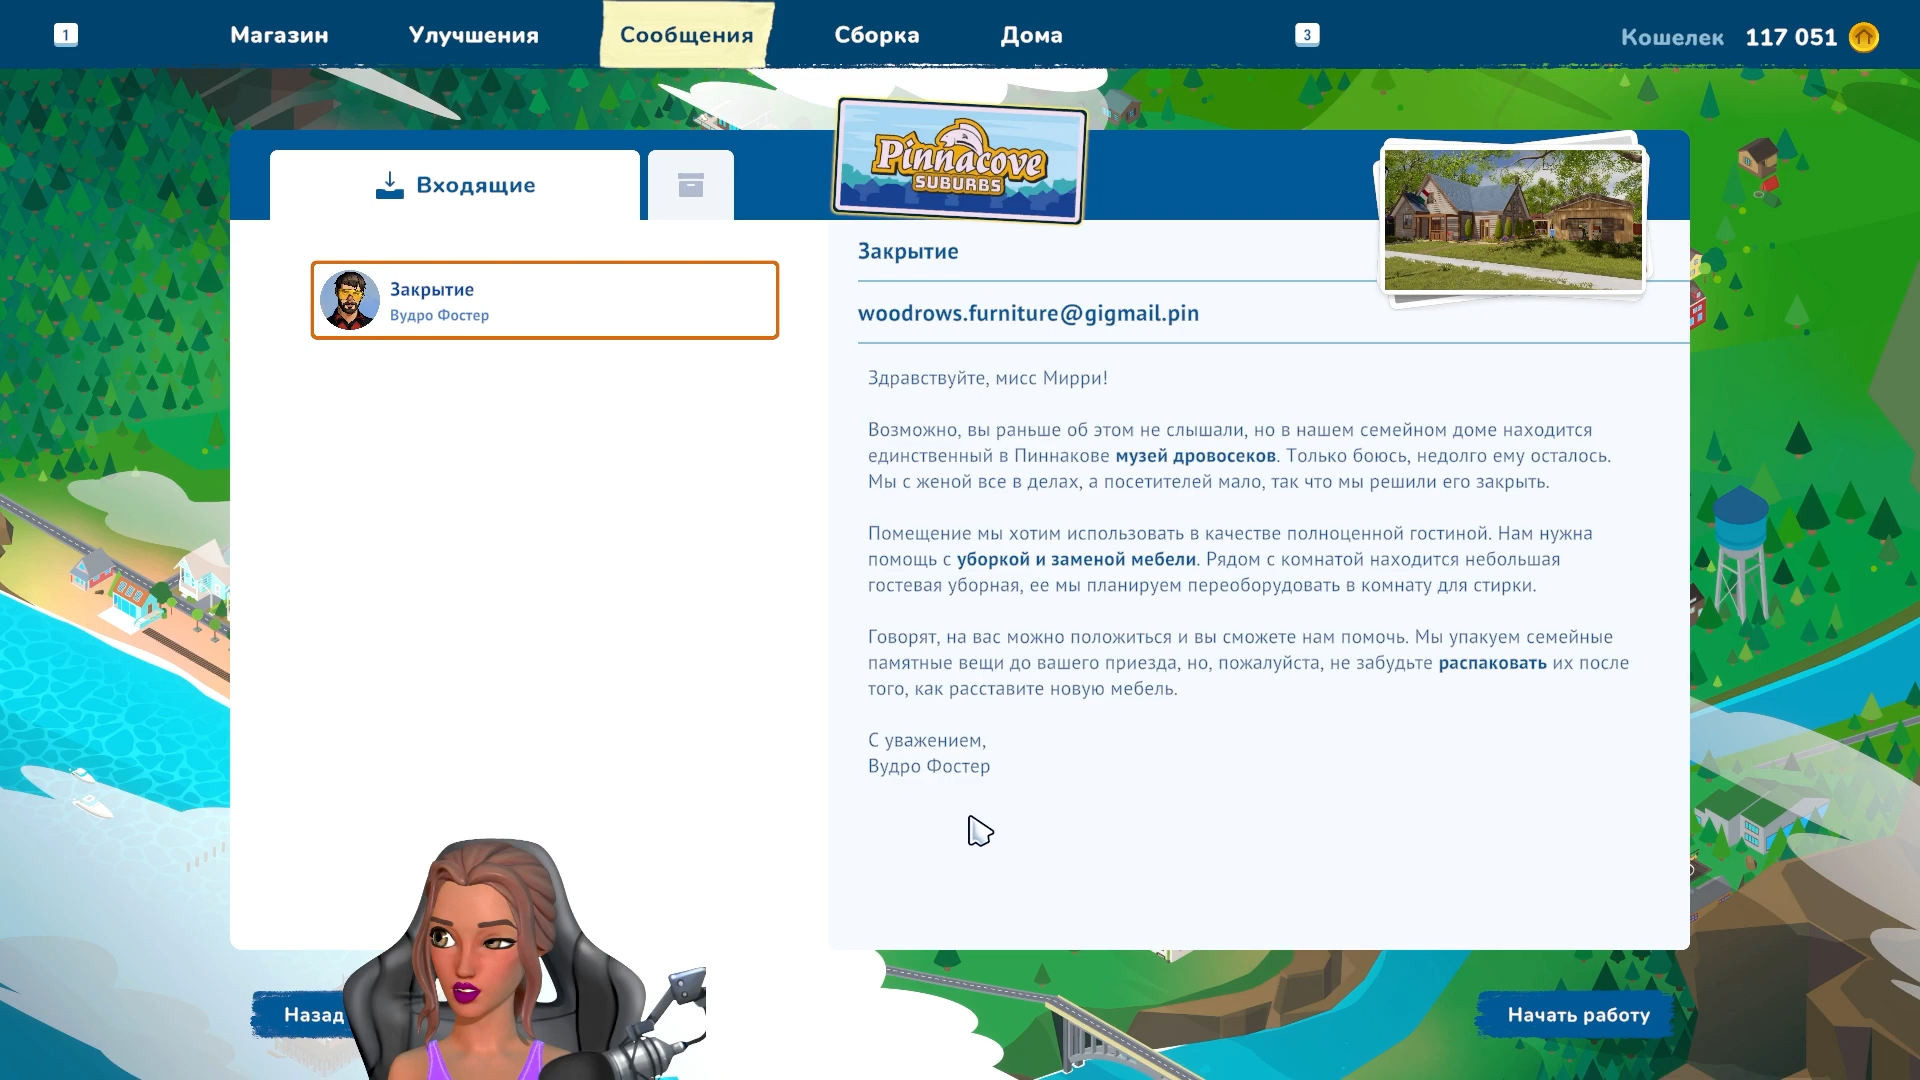 1
Магазин
Улучшения
Сообщения
Сборка
Дома
3
Кошелек 117 051
Входящие
Pinnacove
SUBURBS
Закрытие
Вудро Фостер
Закрытие
woodrows.furniture@gigmail.pin
Здравствуйте, мисс Мирри!
Возможно, вы раньше об этом не слышали, но в нашем семейном доме находится
единственный в Пиннакове музей дровосеков. Только боюсь, недолго ему осталось.
Мы с женой все в делах, а посетителей мало, так что мы решили его закрыть.
Помещение мы хотим использовать в качестве полноценной гостиной. Нам нужна
помощь с уборкой и заменой мебели. Рядом с комнатой находится небольшая
гостевая уборная, ее мы планируем переоборудовать в комнату для стирки.
Говорят, на вас можно положиться и вы сможете нам помочь. Мы упакуем семейные
памятные вещи до вашего приезда, но, пожалуйста, не забудьте распаковать их после
того, как расставите новую мебель.
С уважением,
Вудро Фостер
Назад
Начать работу